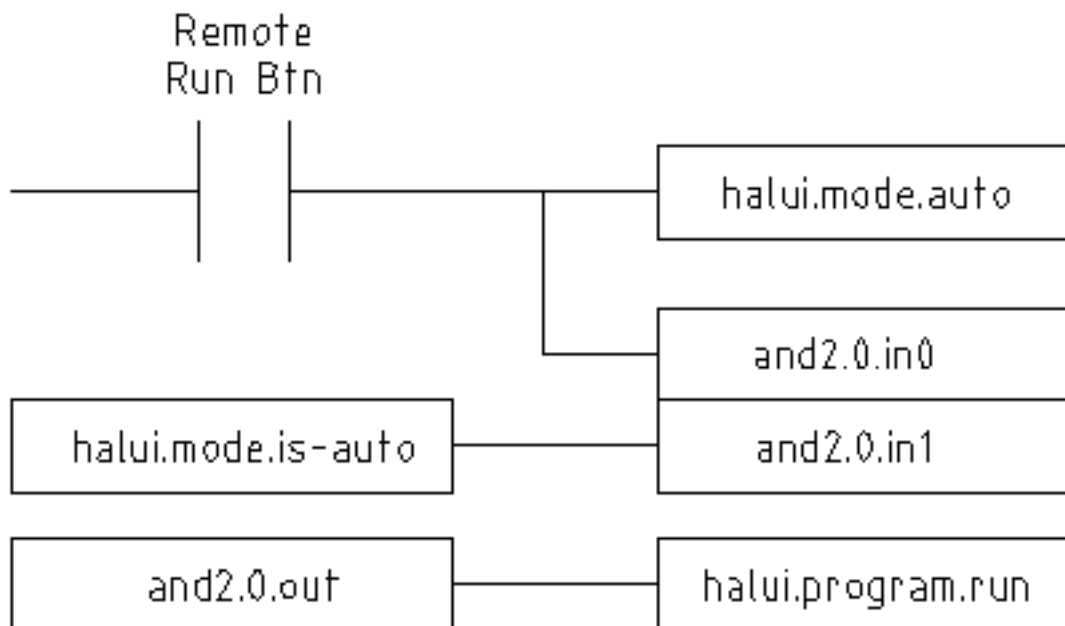 Remote
Run Btn
halui.mode.auto
and2.0.in0
halui.mode.is-auto
and2.0.in1
and2.0.out
halui.program.run